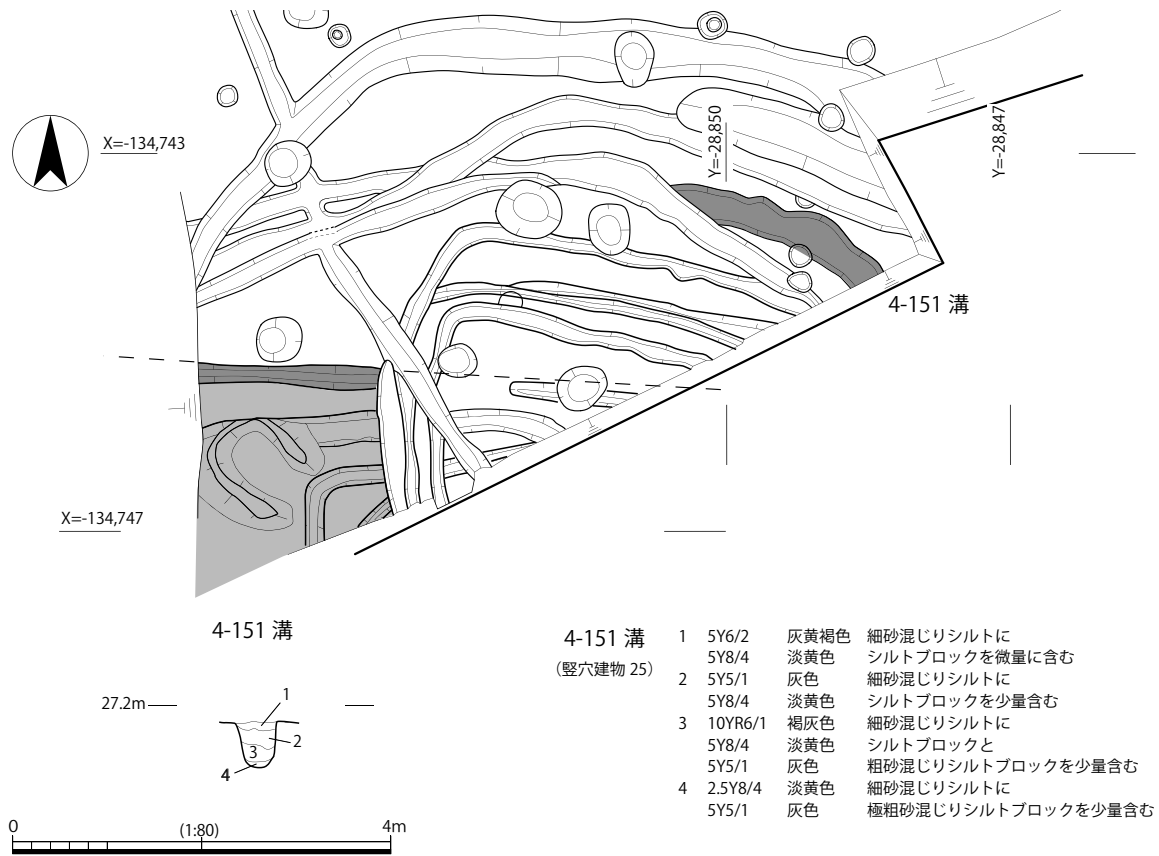 X=-134,743
Y=-28,850
Y=-28,847
4-151 溝
X=-134,747
4-151 溝
27.2m
1
2
3
4
0
(1:80)
4m
4-151 溝
(竪穴建物 25)
1 5Y6/2 灰黄褐色 細砂混じりシルトに
5Y8/4 淡黄色 シルトブロックを微量に含む
2 5Y5/1 灰色 細砂混じりシルトに
5Y8/4 淡黄色 シルトブロックを少量含む
3 10YR6/1 褐灰色 細砂混じりシルトに
5Y8/4 淡黄色 シルトブロックと
5Y5/1 灰色 粗砂混じりシルトブロックを少量含む
4 2.5Y8/4 淡黄色 細砂混じりシルトに
5Y5/1 灰色 極粗砂混じりシルトブロックを少量含む